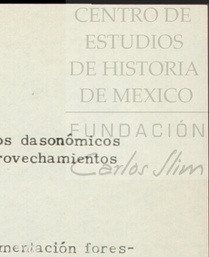 CENTRO DE
ESTUDIOS
DE HISTORIA
DE MEXICO
FUNDACIÓN
os dasonómicos
rovechamientos
Carlos Slim
mentación fores-